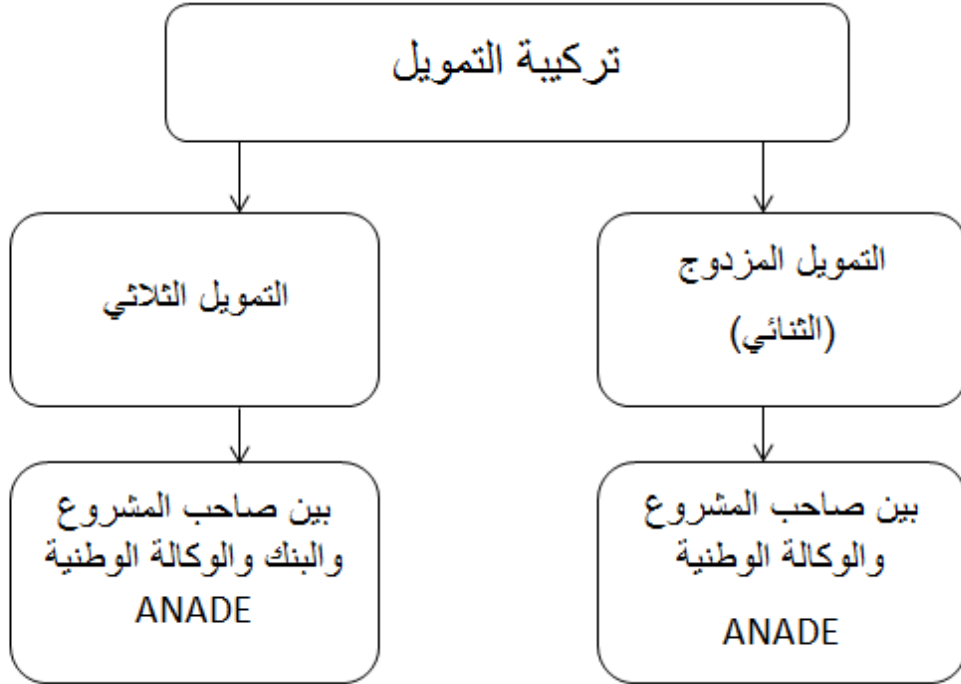 تركيبة التمويل
التمويل المزدوج
(الثنائي)
التمويل الثلاثي
بين صاحب المشروع
والوكالة الوطنية
ANADE
بين صاحب المشروع
والبنك والوكالة الوطنية
ANADE